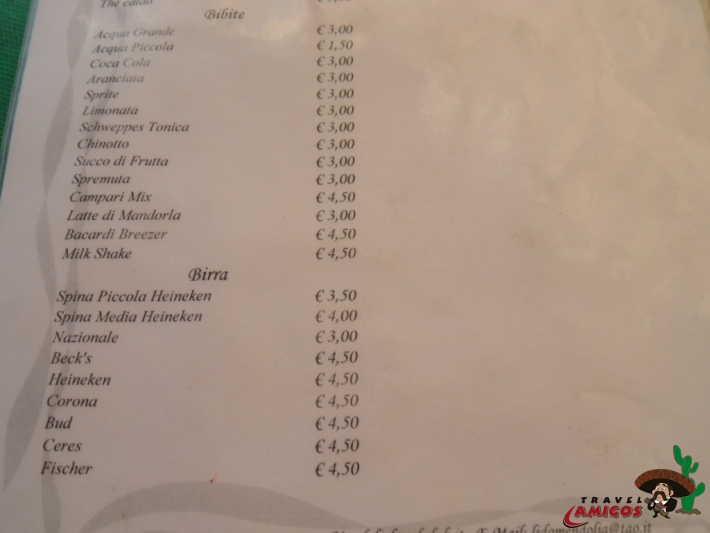 The caldo
Bibite
Acqua Grande € 3,00
Acqua Piccola € 1,50
Coca Cola € 3,00
Aranciata € 3,00
Sprite € 3,00
Limonata € 3,00
Schweppes Tonica € 3,00
Chinotto € 3,00
Succo di Frutta € 3,00
Spremuta € 3,00
Campari Mix € 4,50
Latte di Mandorla € 3,00
Bacardi Breezer € 4,50
Milk Shake € 4,50
Birra
Spina Piccola Heineken € 3,50
Spina Media Heineken € 4,00
Nazionale € 3,00
Beck's € 4,50
Heineken € 4,50
Corona € 4,50
Bud € 4,50
Ceres € 4,50
Fischer € 4,50
E-Mail:
TRAVEL
AMIGOS